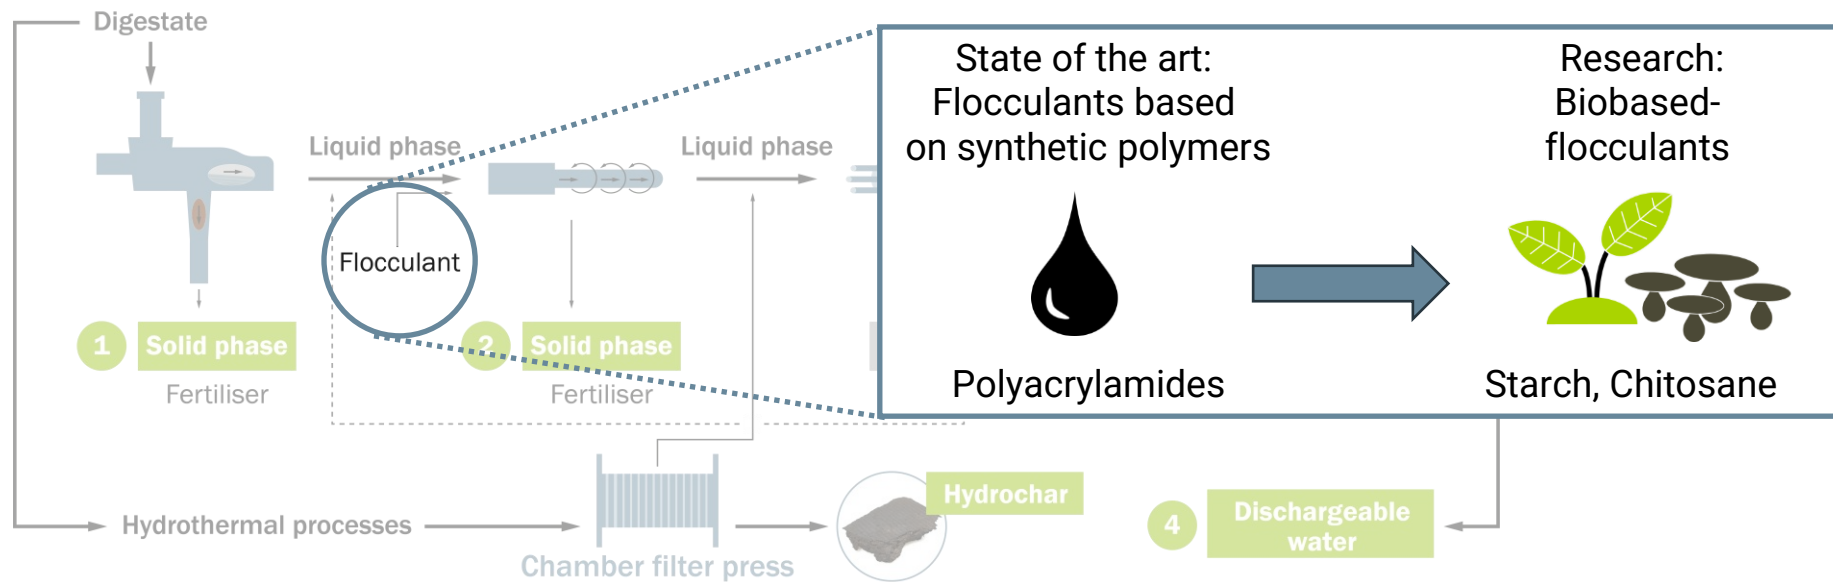 Digestate
Liquid phase
Liquid phase
Flocculant
1
Solid phase
Fertiliser
2
Solid phase
Fertiliser
State of the art:
Flocculants based
on synthetic polymers
Polyacrylamides
Research:
Biobased-
flocculants
Starch, Chitosane
Hydrothermal processes
Chamber filter press
Hydrochar
4
Dischargeable
water